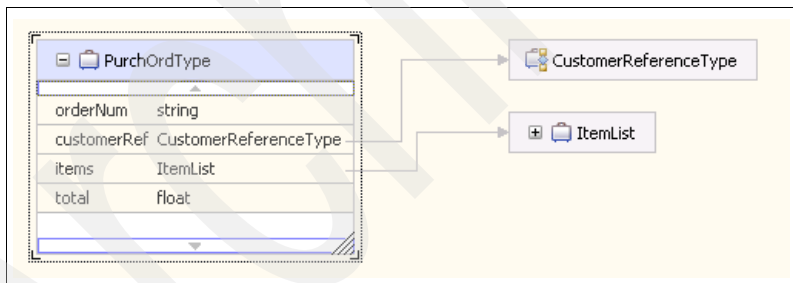 PurchOrdType
orderNum string
customerRef CustomerReferenceType
items ItemList
total float
CustomerReferenceType
ItemList